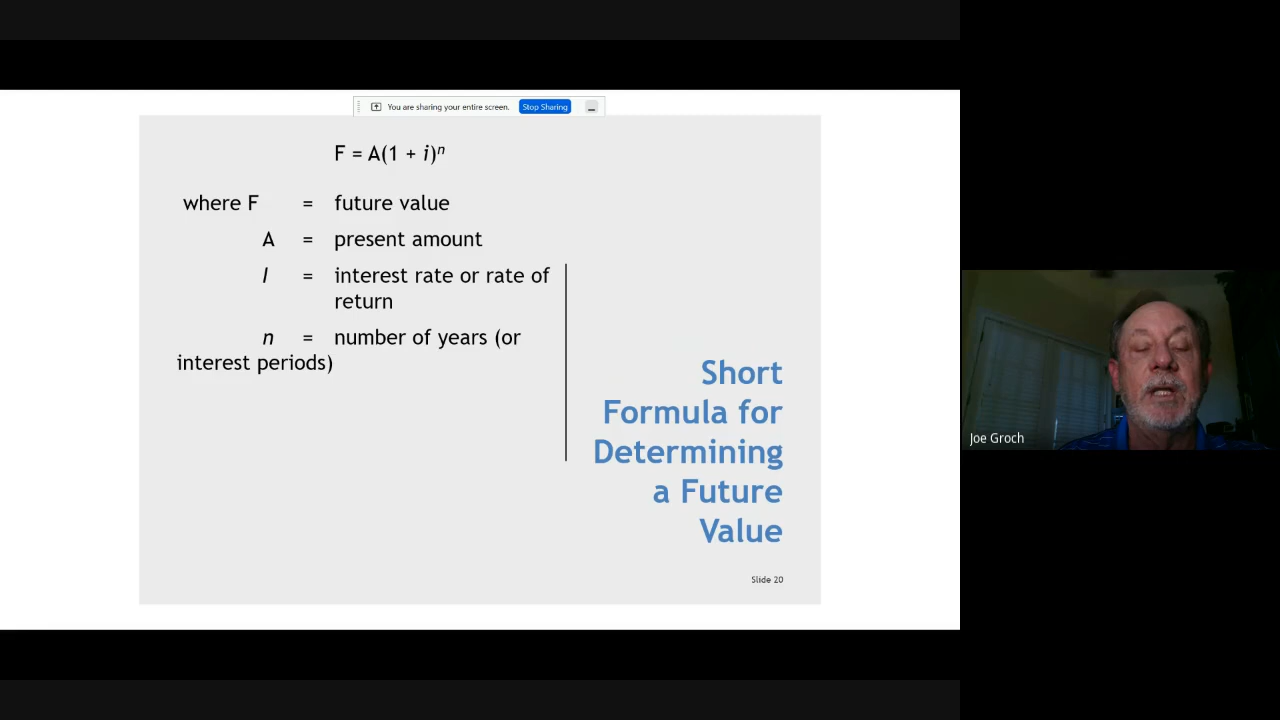 You are sharing your entire screen. Stop Sharing
F = A(1 + i)ⁿ
where F = future value
A = present amount
I = interest rate or rate of
return
n = number of years (or
interest periods)
Short
Formula for
Determining
a Future
Value
Slide 20
Joe Groch